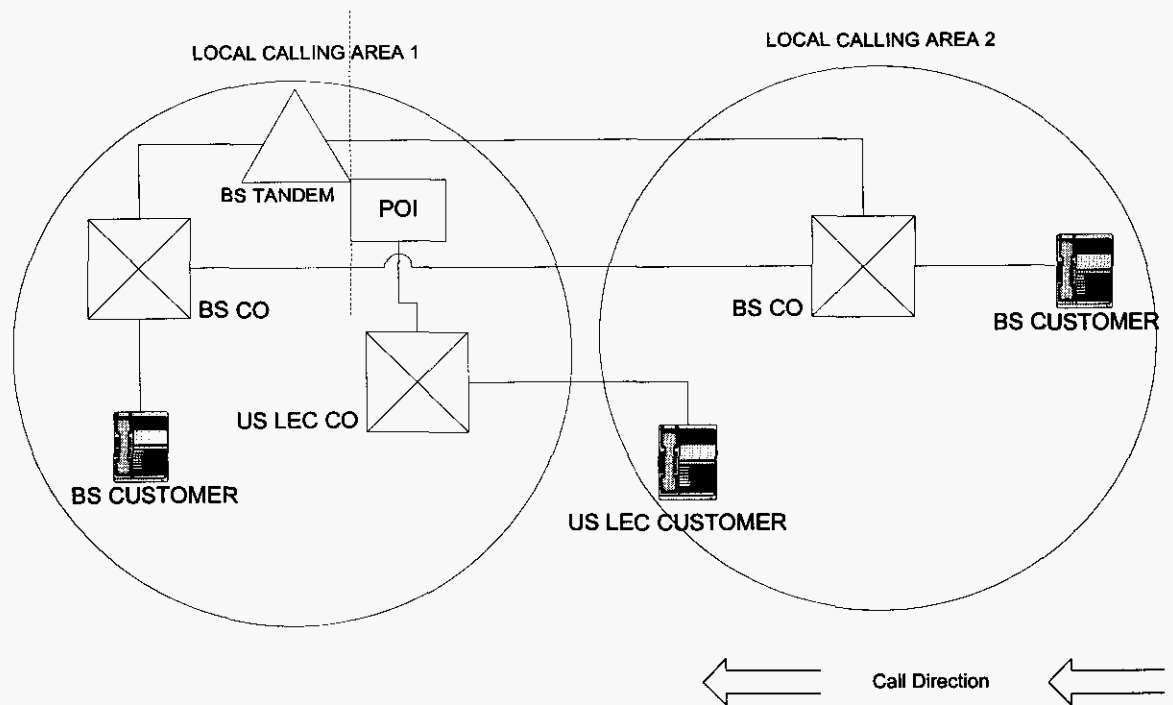 LOCAL CALLING AREA 1
LOCAL CALLING AREA 2
BS TANDEM
POI
BS CO
BS CO
BS CUSTOMER
US LEC CO
BS CUSTOMER
US LEC CUSTOMER
Call Direction